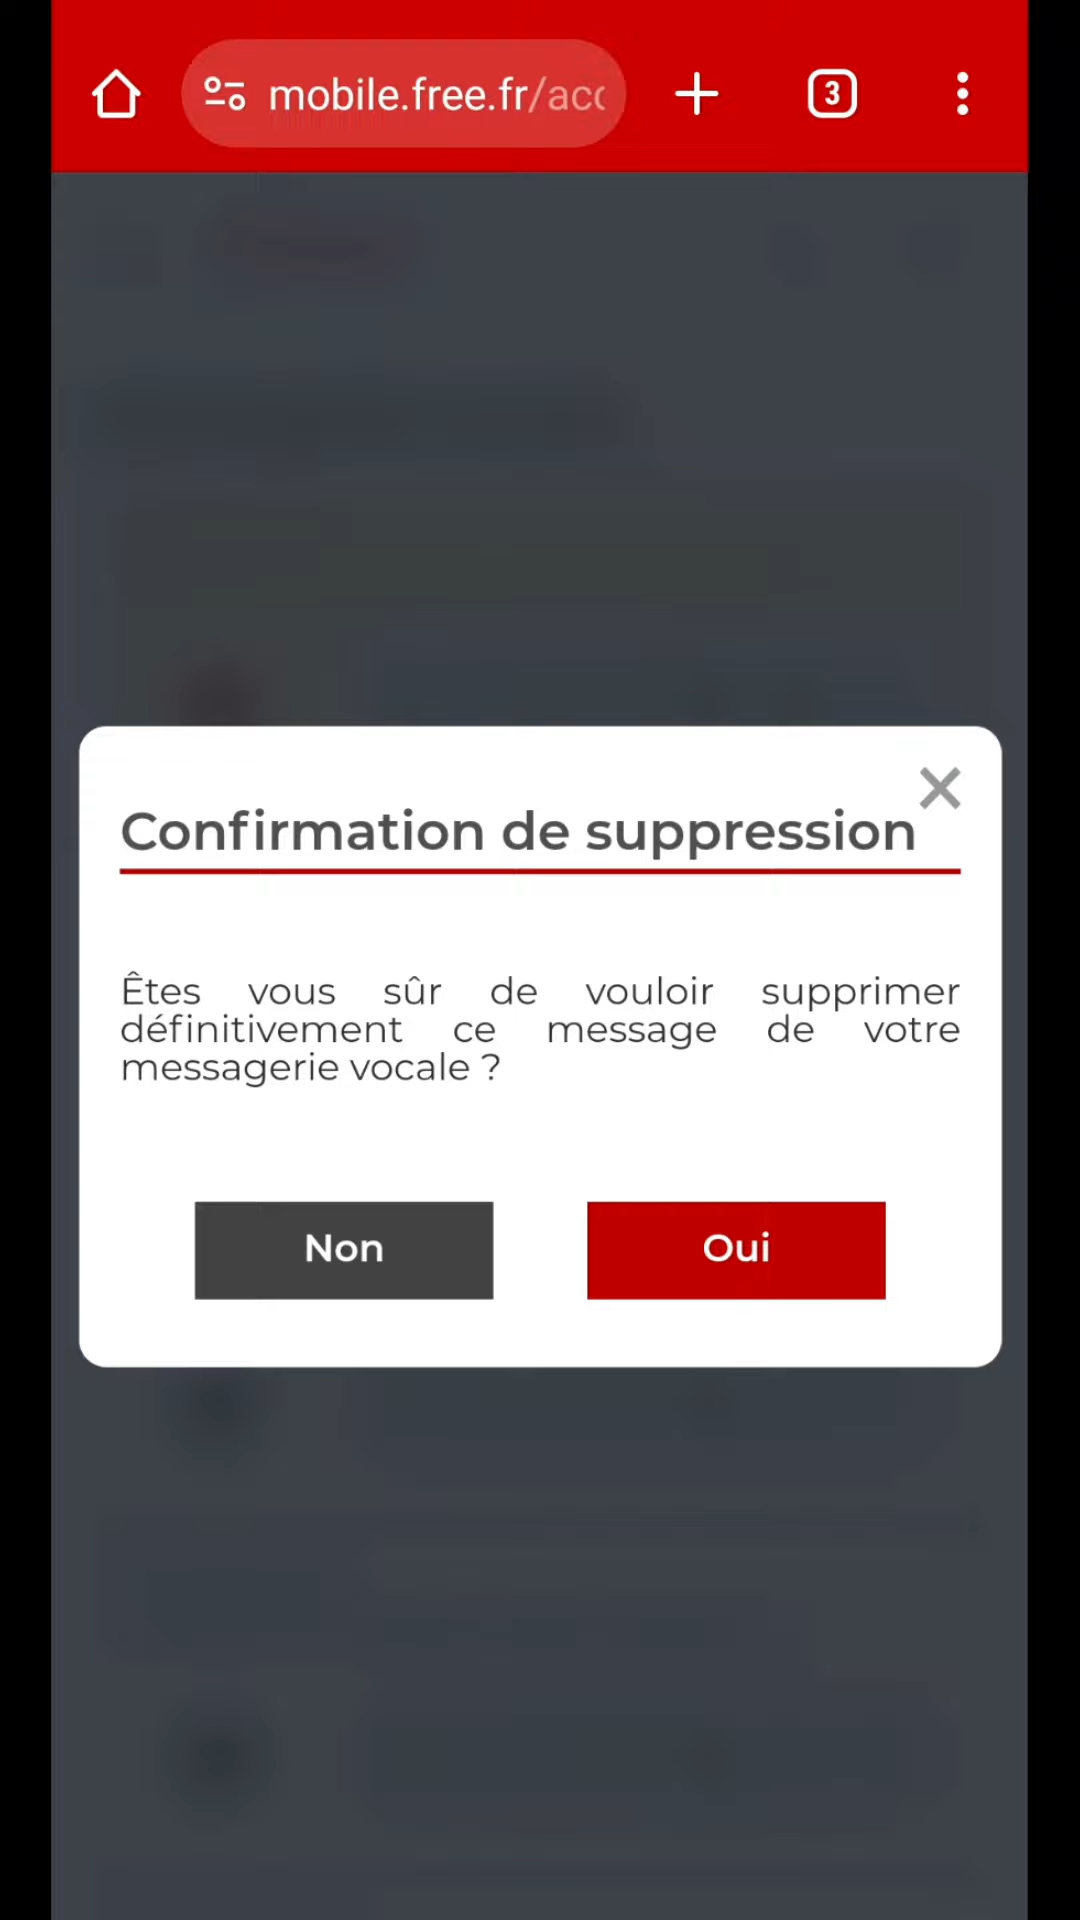 mobile.free.fr/acc
3
Confirmation de suppression
Êtes vous sûr de vouloir supprimer
définitivement ce message de votre
messagerie vocale ?
Non
Oui